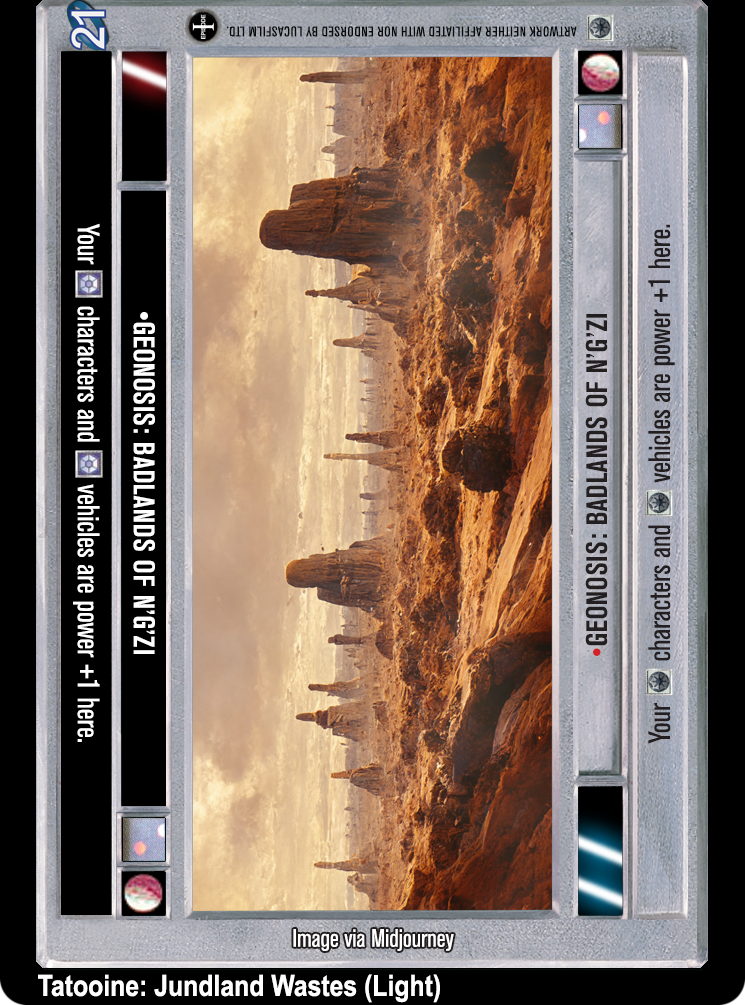 21
EPISODE
I
ARTWORK NEITHER AFFILIATED WITH NOR ENDORSED BY LUCASFILM LTD.
Your characters and vehicles are power +1 here.
•GEONOSIS: BADLANDS OF N'G'ZI
•GEONOSIS: BADLANDS OF N'G'ZI
Your characters and vehicles are power +1 here.
Image via Midjourney
Tatooine: Jundland Wastes (Light)